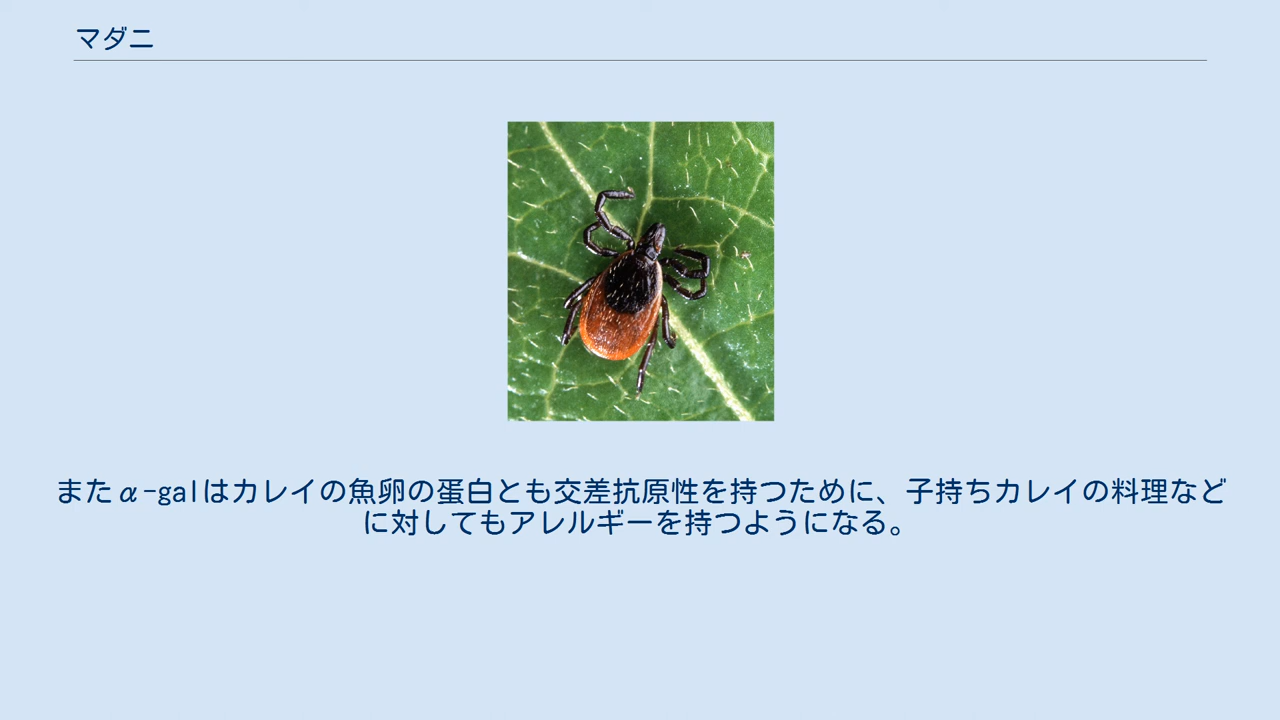 マダニ
またα-galはカレイの魚卵の蛋白とも交差抗原性を持つために、子持ちカレイの料理など
に対してもアレルギーを持つようになる。